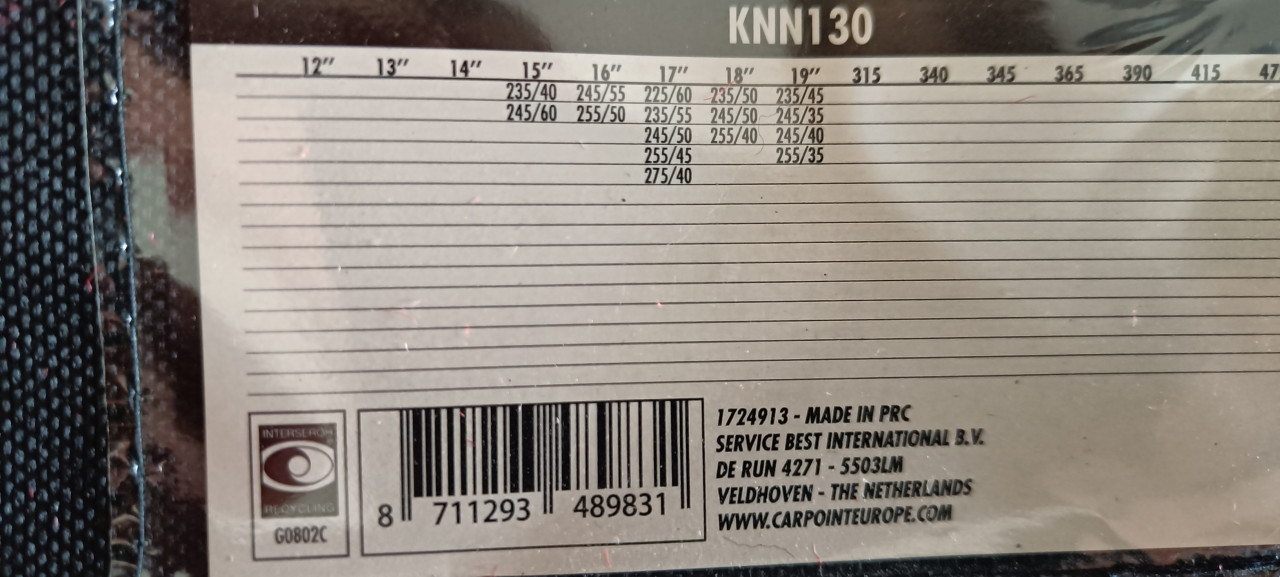 KNN130
12" 13" 14" 15" 16" 17" 18" 19" 315 340 345 365 390 415 47
235/40 245/55 225/60 235/50 235/45
245/60 255/50 235/55 245/50 245/35
245/50 255/40 245/40
255/45 255/35
275/40
INTERSEROH
RECYCLING
G0802C
8 711293 489831
1724913 - MADE IN PRC
SERVICE BEST INTERNATIONAL B.V.
DE RUN 4271 - 5503LM
VELDHOVEN - THE NETHERLANDS
WWW.CARPOINTEUROPE.COM